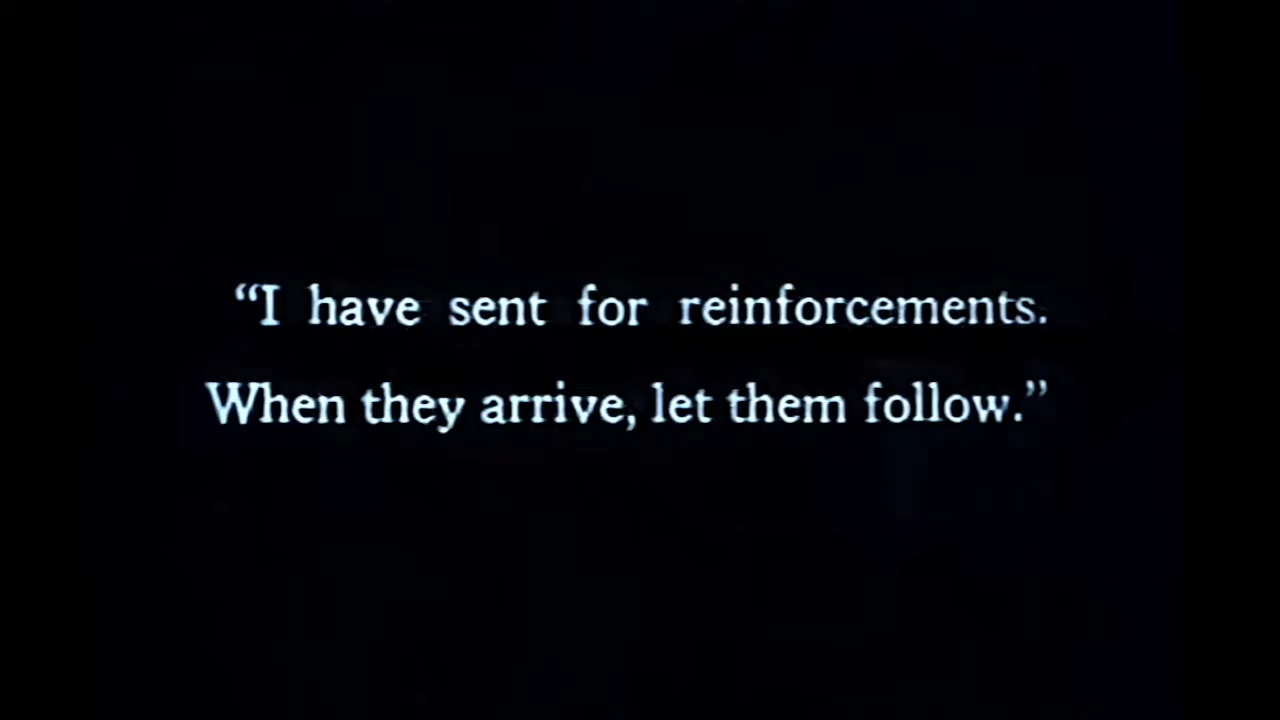 “I have sent for reinforcements.
When they arrive, let them follow.”